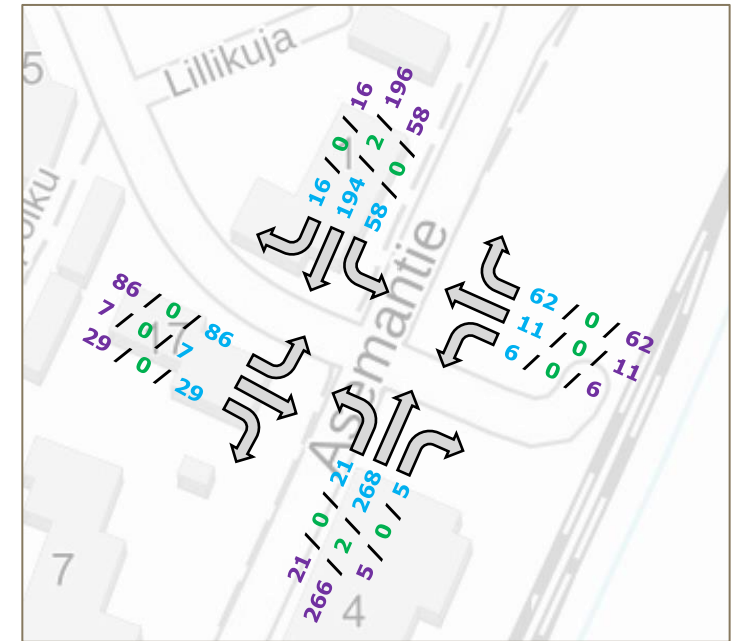 5
Lillikuja
16 / 0 / 16
194 / 2 / 196
58 / 0 / 58
86 / 0 / 86
7 / 0 / 7
29 / 0 / 29
17
Asemantie
62 / 0 / 62
11 / 0 / 11
6 / 0 / 6
21 / 0 / 21
268 / 2 / 266
5 / 0 / 5
7
4